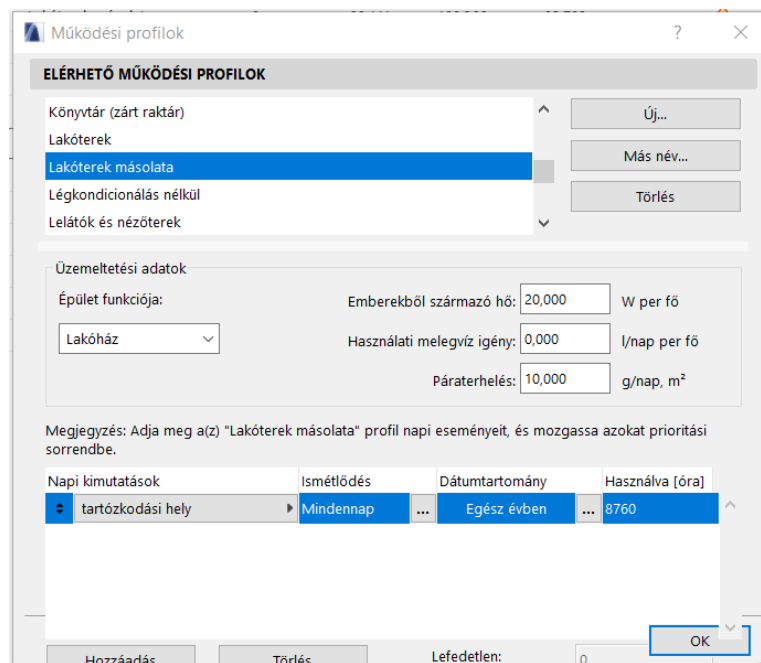 Működési profilok
ELÉRHETŐ MŰKÖDÉSI PROFILOK
Könyvtár (zárt raktár)
Lakóterek
Lakóterek másolata
Légkondicionálás nélkül
Lelátók és nézőterek
Új...
Más név...
Törlés
Üzemeltetési adatok
Épület funkciója:
Lakóház
Emberekből származó hő: 20,000 W per fő
Használati melegvíz igény: 0,000 l/nap per fő
Páraterhelés: 10,000 g/nap, m²
Megjegyzés: Adja meg a(z) "Lakóterek másolata" profil napi eseményeit, és mozgassa azokat prioritási
sorrendbe.
Napi kimutatások Ismétlődés Dátumtartomány Használva [óra]
tartózkodási hely Mindennap ... Egész évben ... 8760
OK
Hozzáadás Törlés Lefedetlen: 0